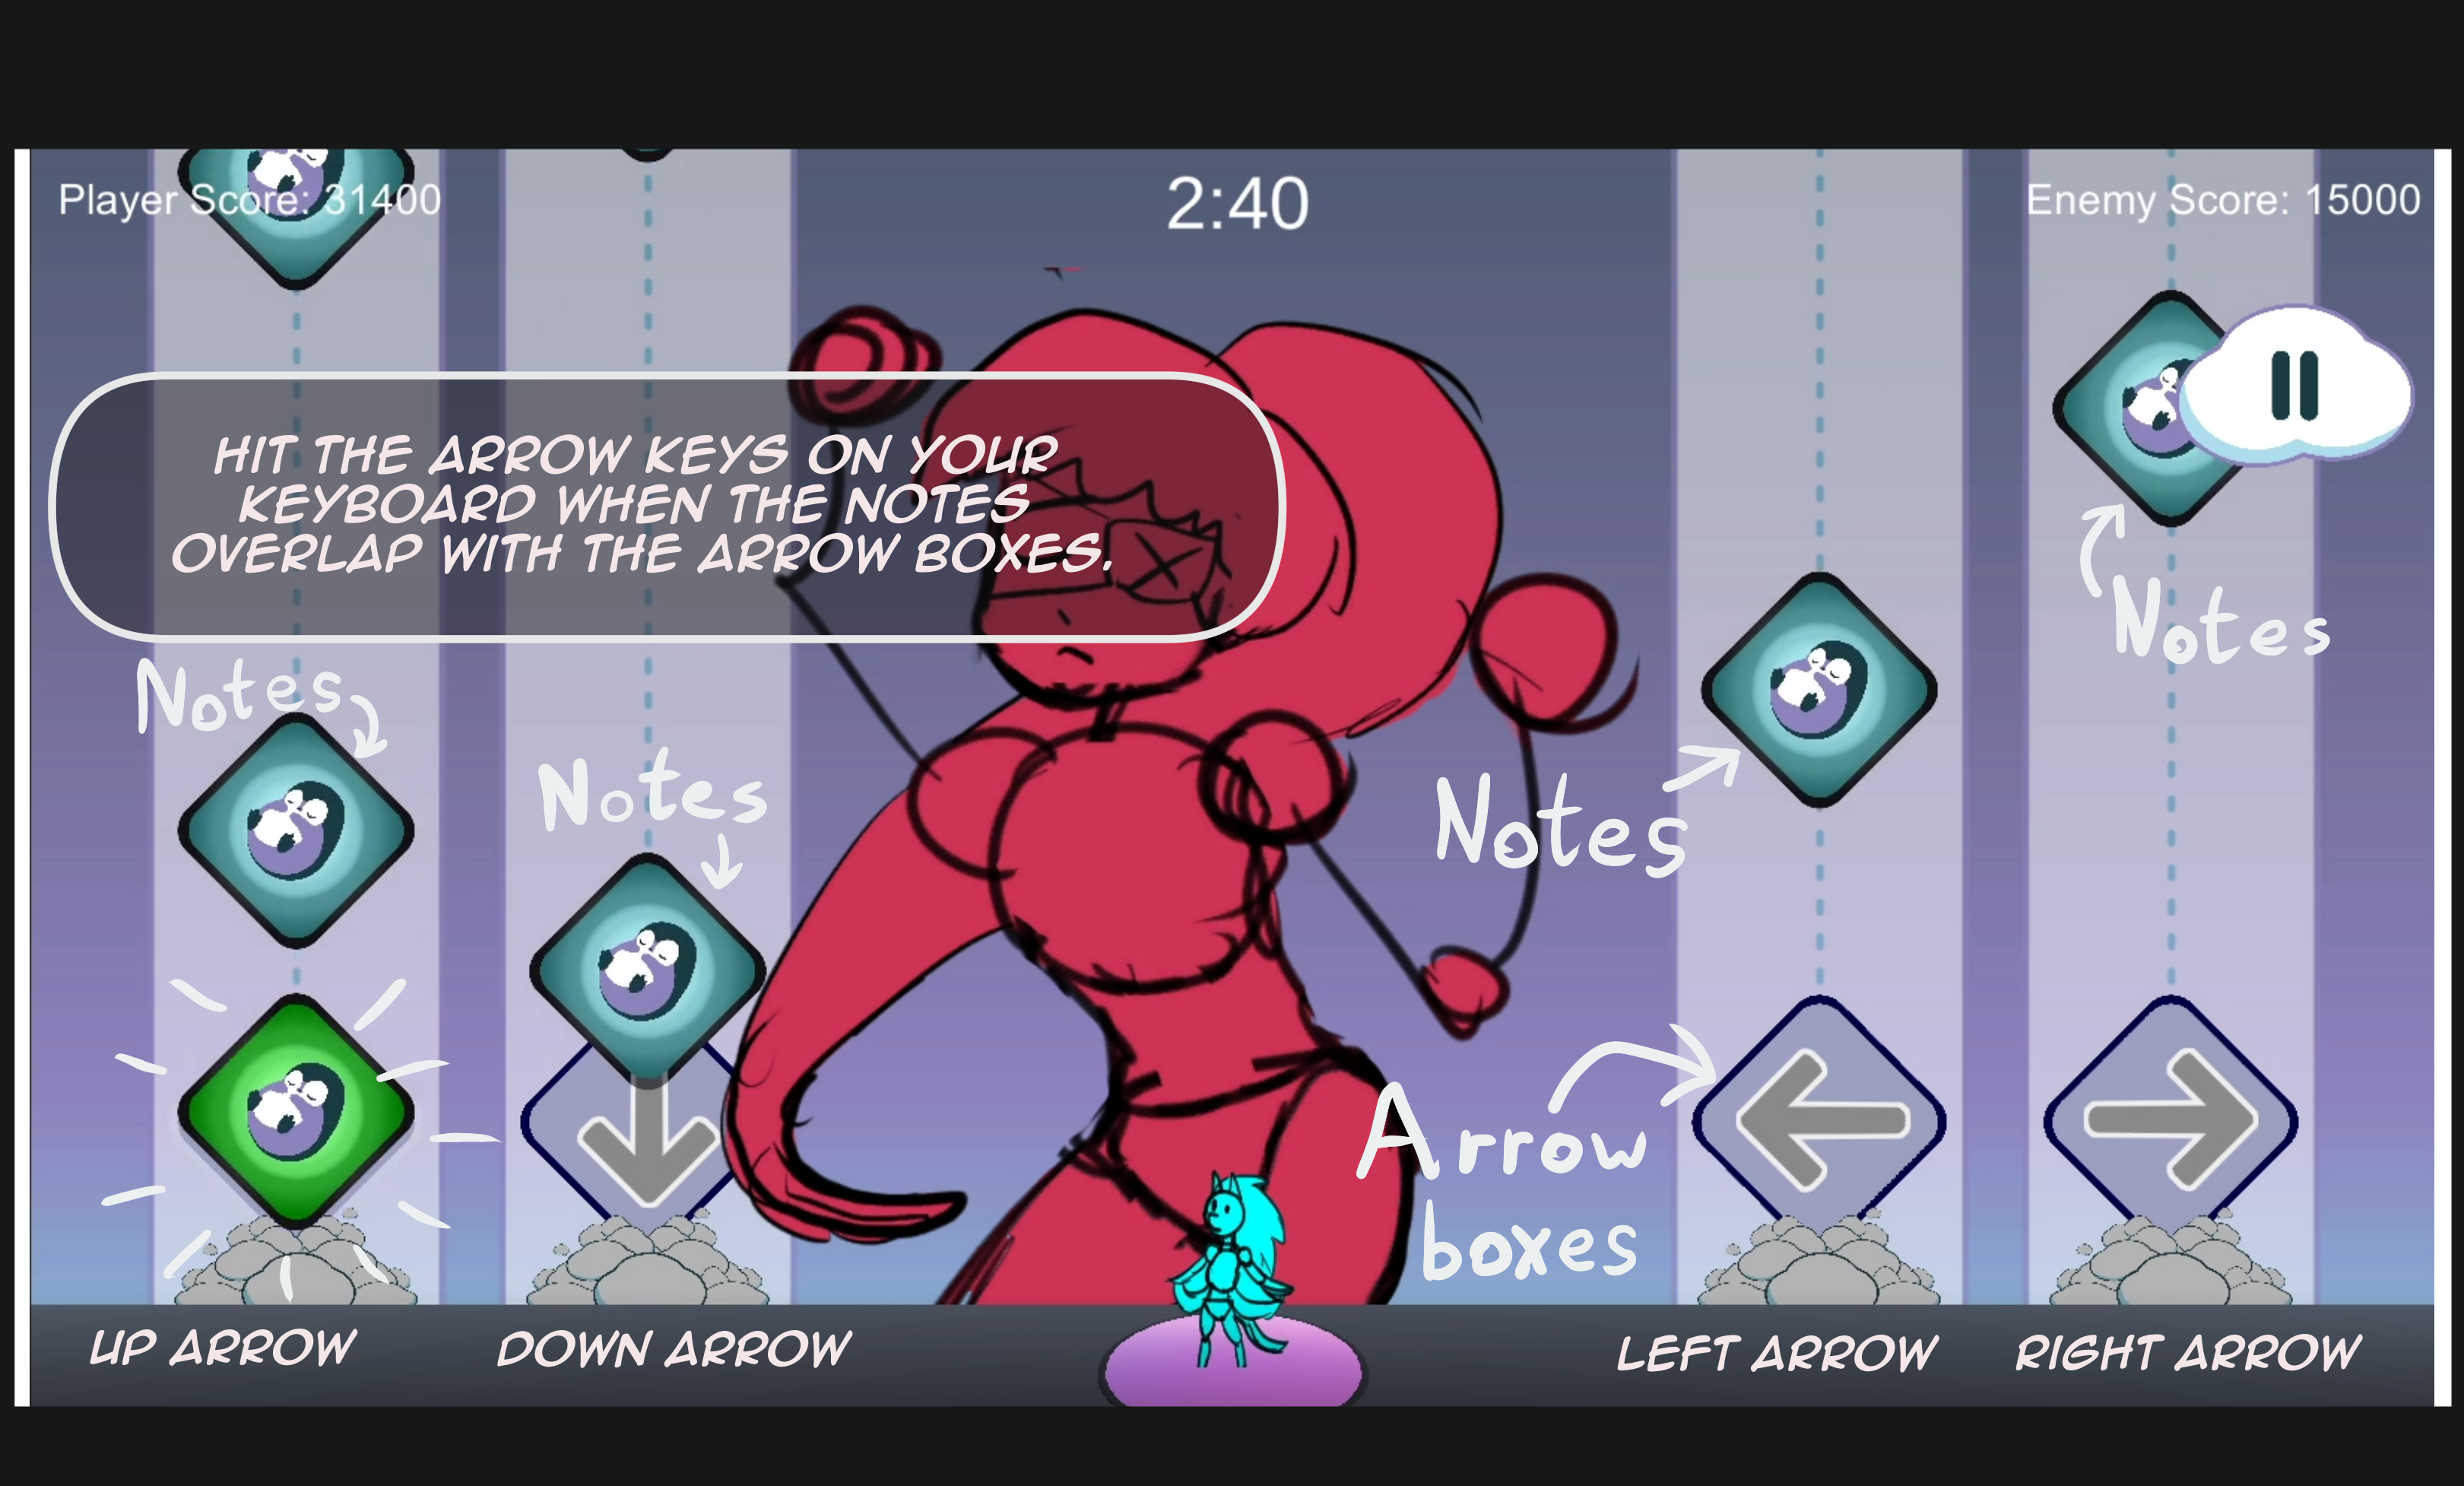 Player Score: 31400
2:40
Enemy Score: 15000
HIT THE ARROW KEYS ON YOUR
KEYBOARD WHEN THE NOTES
OVERLAP WITH THE ARROW BOXES.
Notes
Notes
Notes
Notes
Arrow
boxes
UP ARROW
DOWN ARROW
LEFT ARROW
RIGHT ARROW